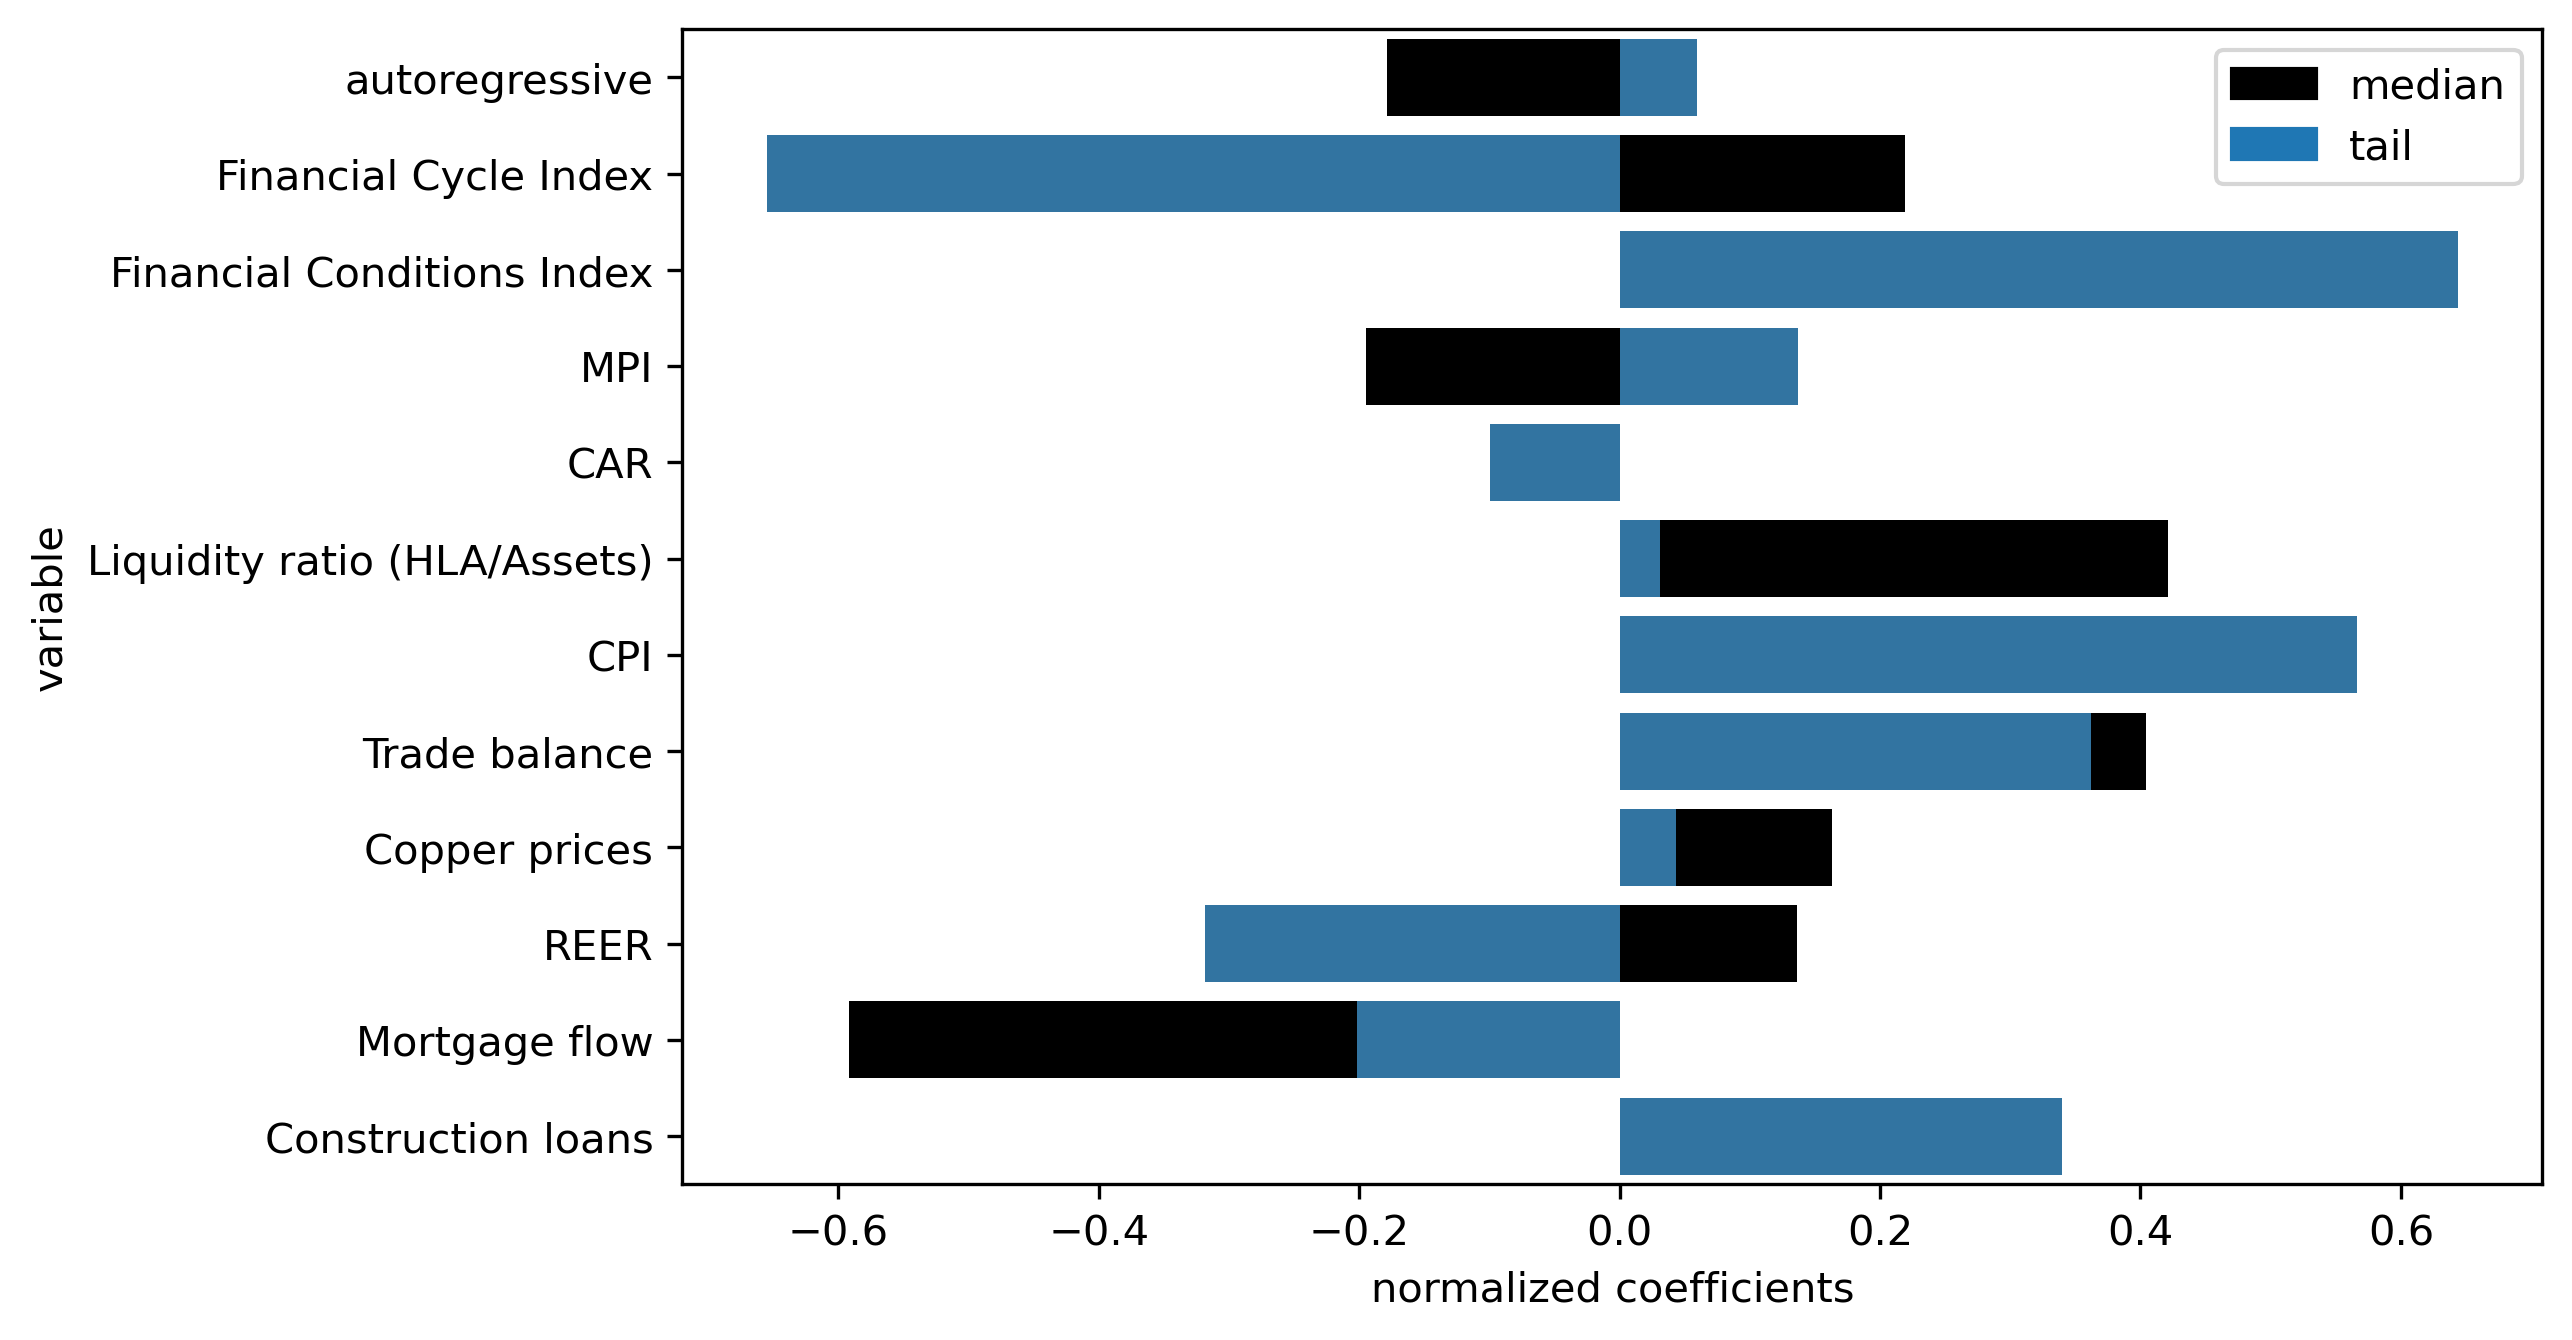 median
tail
autoregressive
Financial Cycle Index
Financial Conditions Index
MPI
CAR
Liquidity ratio (HLA/Assets)
CPI
Trade balance
Copper prices
REER
Mortgage flow
Construction loans
variable
−0.6 −0.4 −0.2 0.0 0.2 0.4 0.6
normalized coefficients